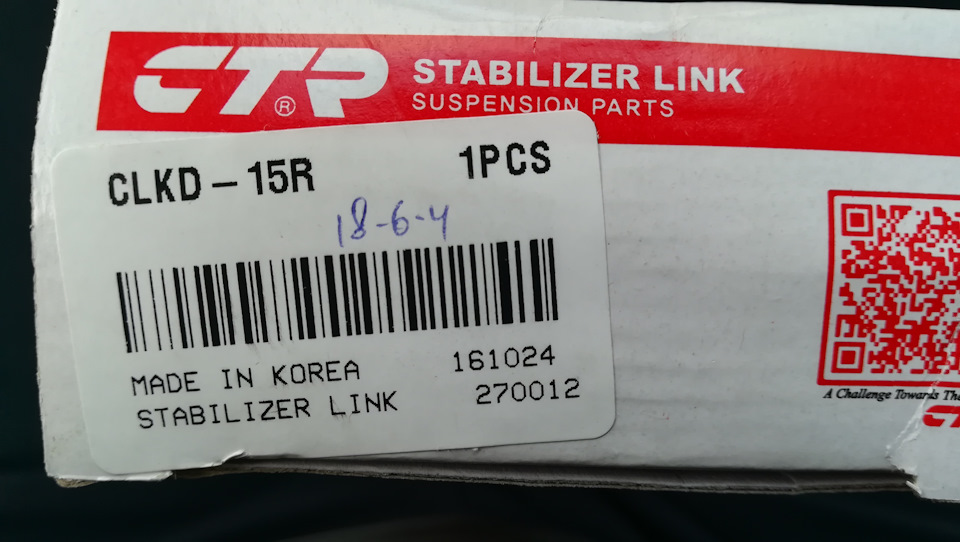 CTR ®
STABILIZER LINK
SUSPENSION PARTS
CLKD-15R 1PCS
18-6-4
MADE IN KOREA 161024
STABILIZER LINK 270012
A Challenge Towards